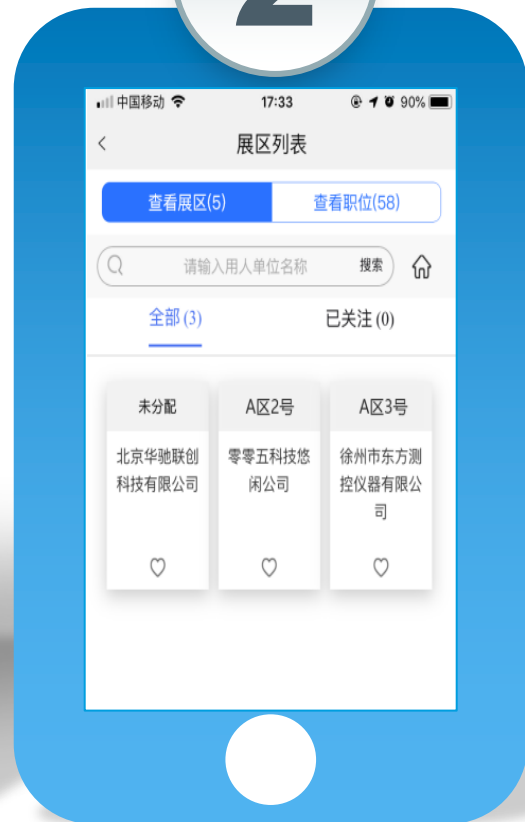 2
中国移动 17:33 90%
展区列表
查看展区(5) 查看职位(58)
请输入用人单位名称 搜索
全部 (3) 已关注 (0)
未分配
北京华驰联创
科技有限公司
A区2号
零零五科技悠
闲公司
A区3号
徐州市东方测
控仪器有限公
司